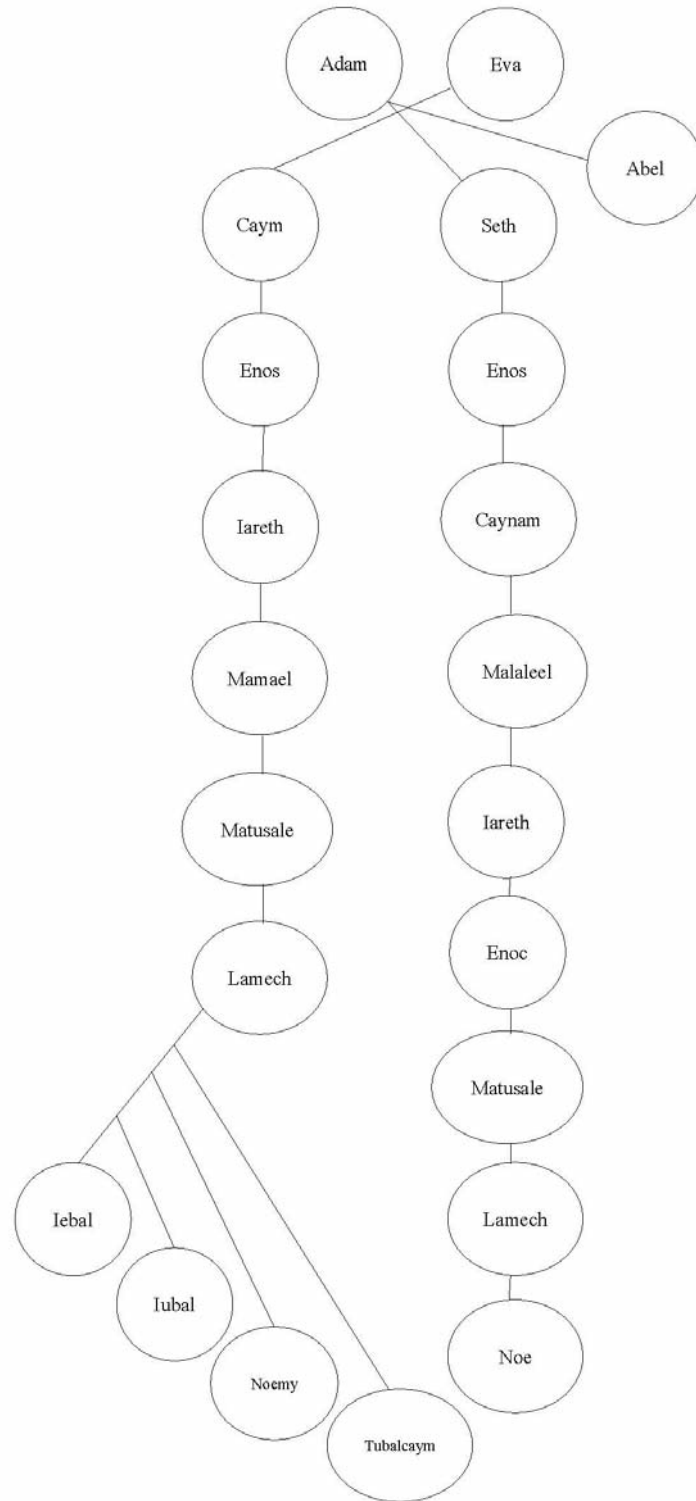 Adam
Eva
Abel
Caym
Seth
Enos
Enos
Iareth
Caynam
Mamael
Malaleel
Matusale
Iareth
Lamech
Enoc
Matusale
Iebal
Lamech
Iubal
Noemy
Noe
Tubalcaym